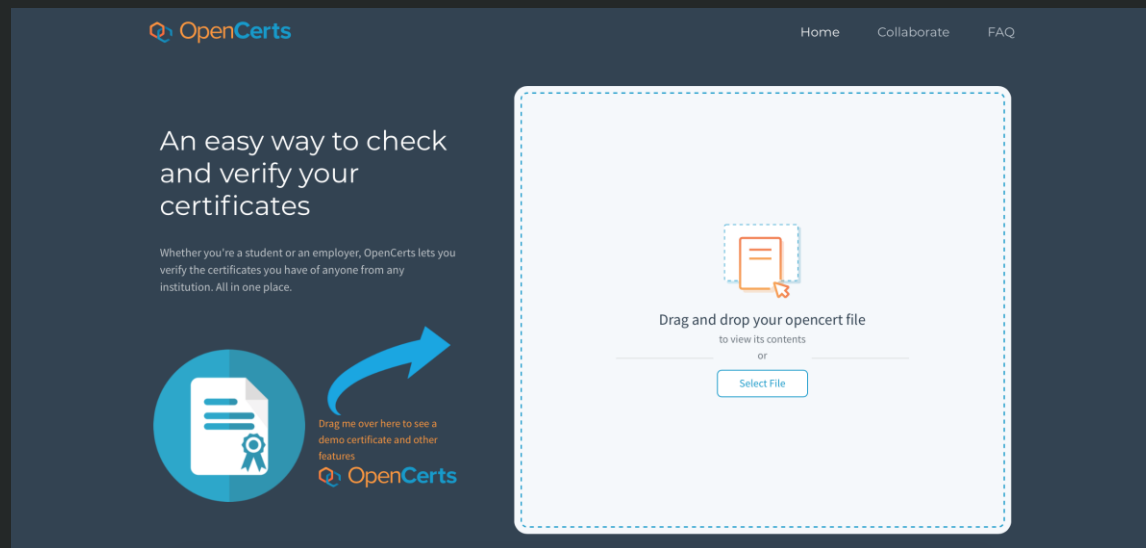 OpenCerts
Home
Collaborate
FAQ
An easy way to check
and verify your
certificates
Whether you're a student or an employer, OpenCerts lets you
verify the certificates you have of anyone from any
institution. All in one place.
Drag me over here to see a
demo certificate and other
features
OpenCerts
Drag and drop your opencert file
to view its contents
or
Select File